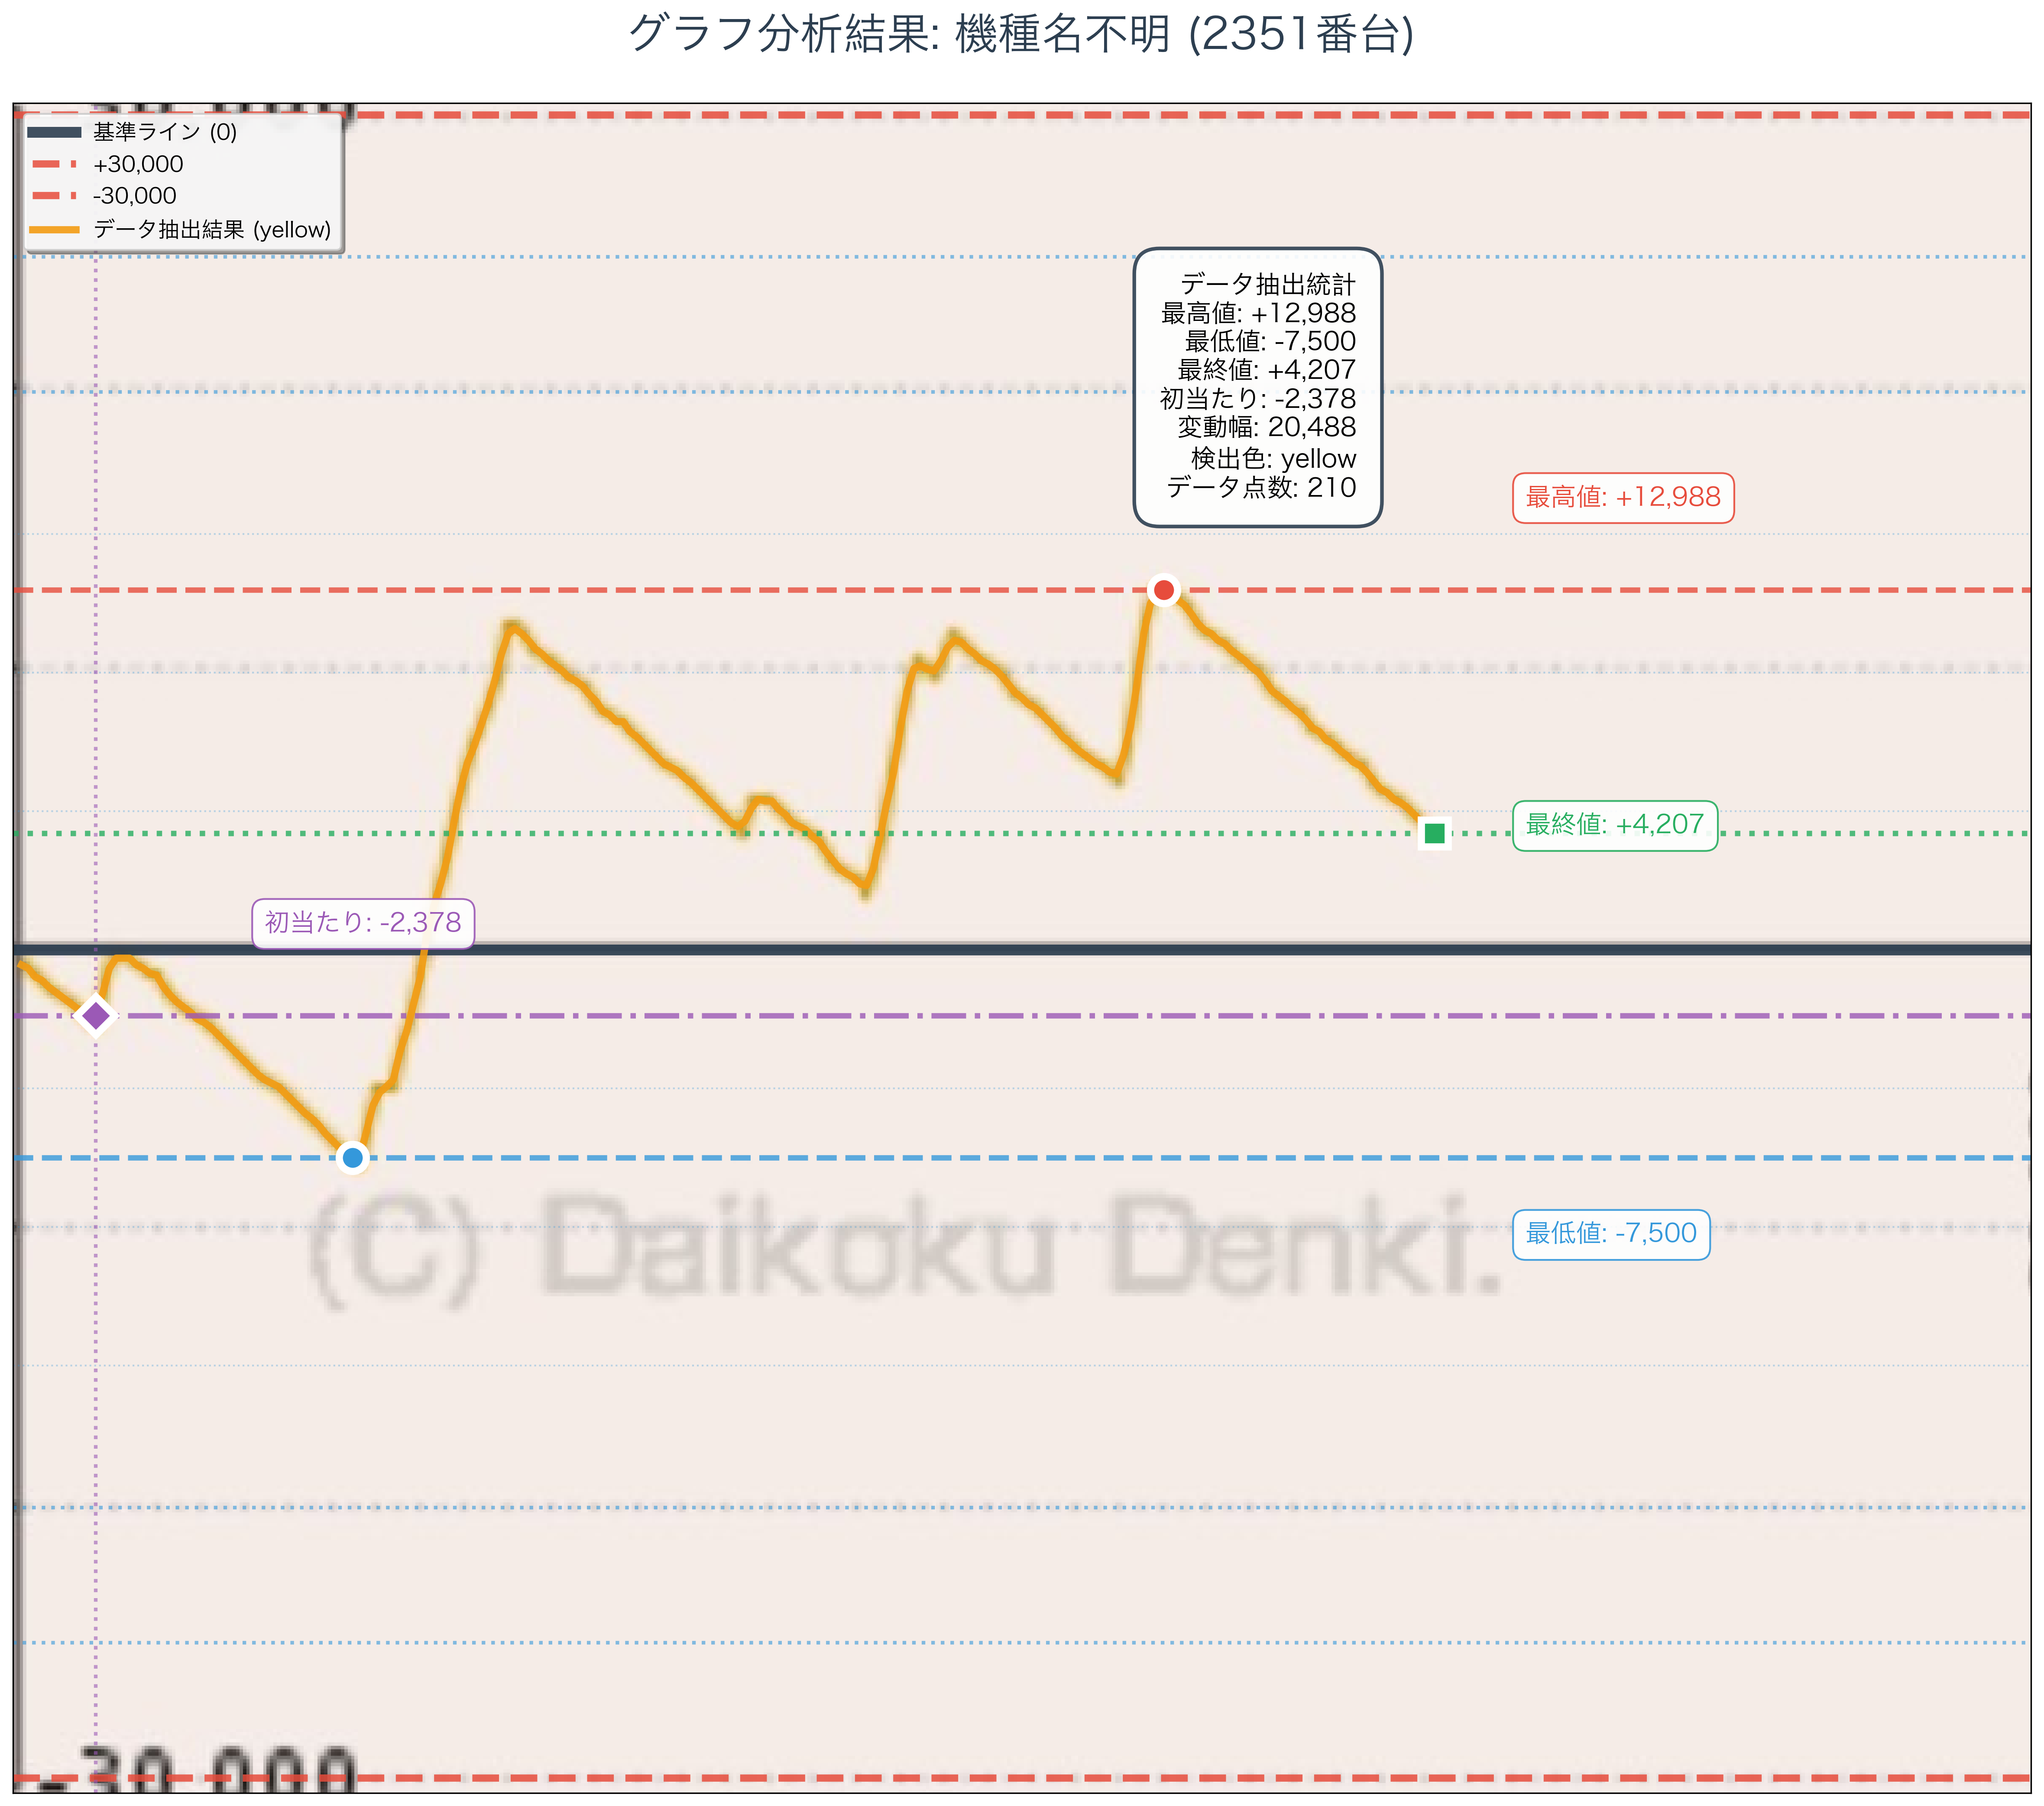 グラフ分析結果: 機種名不明 (2351番台)
基準ライン (0)
+30,000
-30,000
データ抽出結果 (yellow)
データ抽出統計
最高値: +12,988
最低値: -7,500
最終値: +4,207
初当たり: -2,378
変動幅: 20,488
検出色: yellow
データ点数: 210
最高値: +12,988
最終値: +4,207
初当たり: -2,378
最低値: -7,500
(C) Daikoku Denki.
-30,000